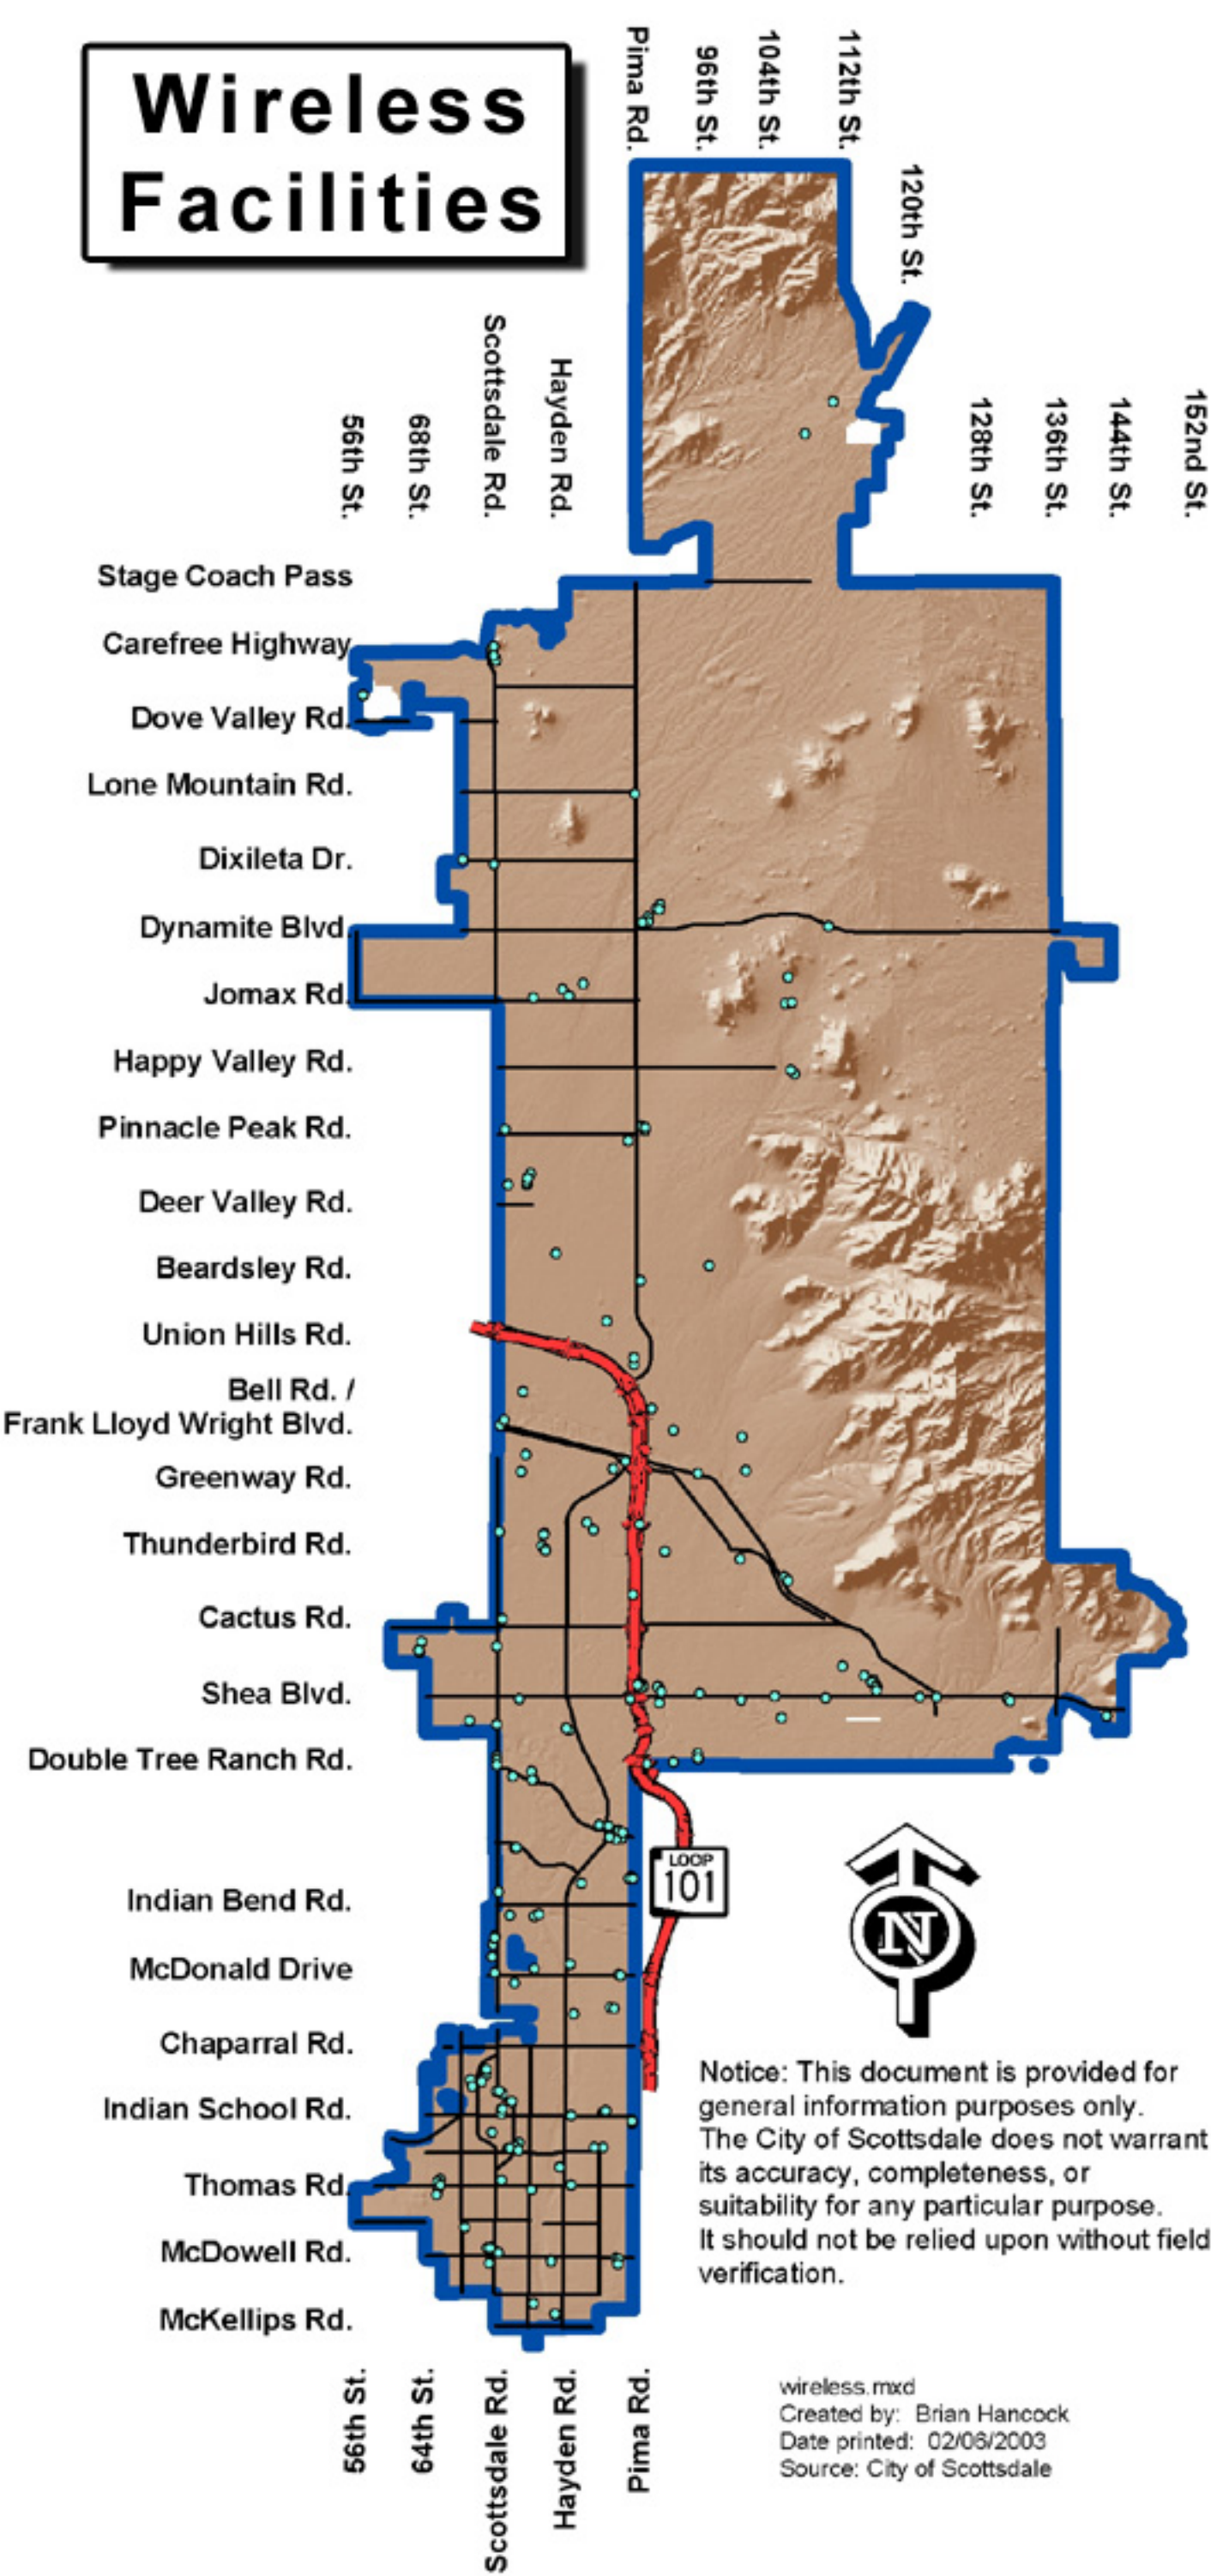 Wireless
Facilities
Pima Rd.
96th St.
104th St.
112th St.
120th St.
Scottsdale Rd.
Hayden Rd.
56th St.
68th St.
128th St.
136th St.
144th St.
152nd St.
Stage Coach Pass
Carefree Highway
Dove Valley Rd.
Lone Mountain Rd.
Dixileta Dr.
Dynamite Blvd.
Jomax Rd.
Happy Valley Rd.
Pinnacle Peak Rd.
Deer Valley Rd.
Beardsley Rd.
Union Hills Rd.
Bell Rd. /
Frank Lloyd Wright Blvd.
Greenway Rd.
Thunderbird Rd.
Cactus Rd.
Shea Blvd.
Double Tree Ranch Rd.
LOOP
101
N
Indian Bend Rd.
McDonald Drive
Chaparral Rd.
Indian School Rd.
Thomas Rd.
McDowell Rd.
McKellips Rd.
Notice: This document is provided for
general information purposes only.
The City of Scottsdale does not warrant
its accuracy, completeness, or
suitability for any particular purpose.
It should not be relied upon without field
verification.
56th St.
64th St.
Scottsdale Rd.
Hayden Rd.
Pima Rd.
wireless.mxd
Created by: Brian Hancock
Date printed: 02/06/2003
Source: City of Scottsdale